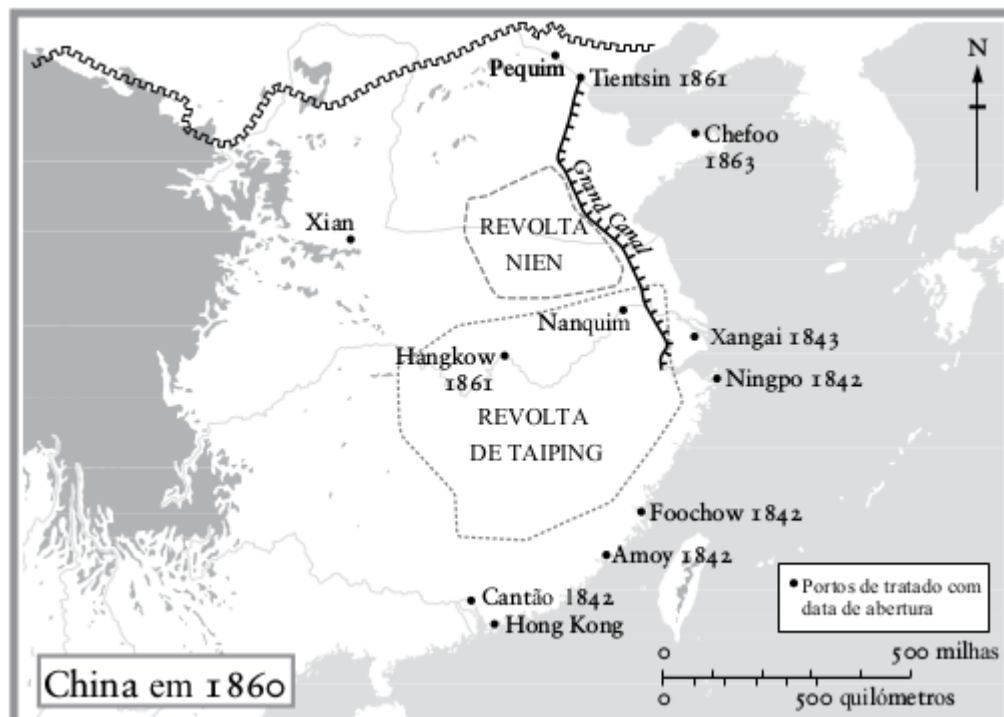 N
Pequim
Tientsin 1861
Chefoo
1863
Grand Canal
Xian
REVOLTA
NIEN
Nanquim
Xangai 1843
Hangkow
1861
Ningpo 1842
REVOLTA
DE TAIPING
Foochow 1842
Amoy 1842
Cantão 1842
Hong Kong
• Portos de tratado com
data de abertura
0 500 milhas
0 500 quilómetros
China em 1860